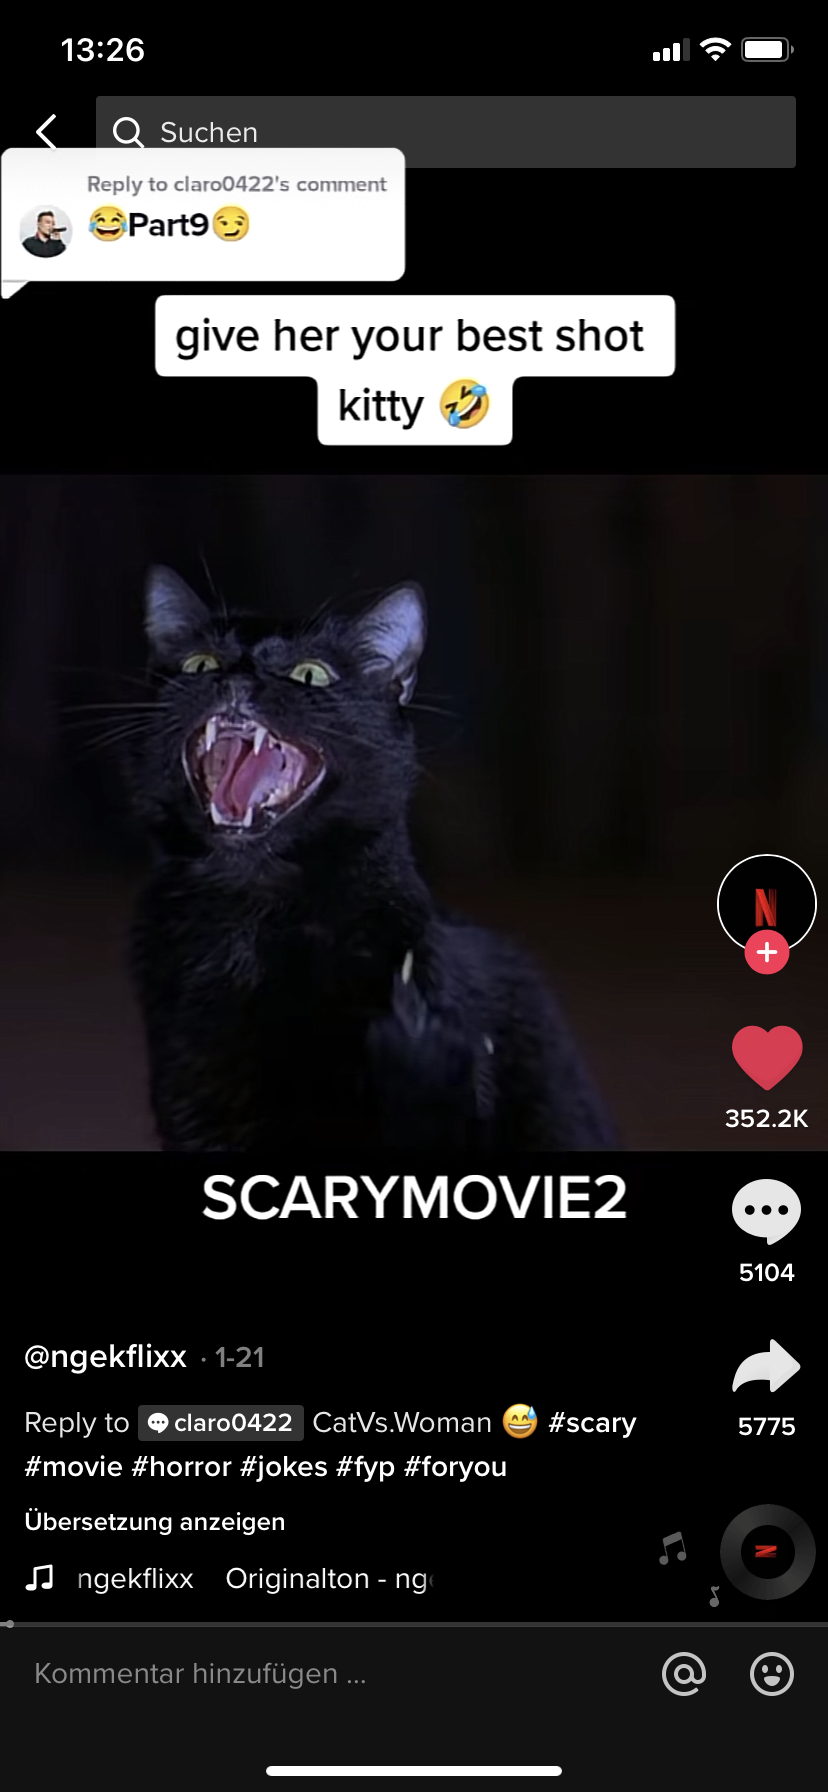 13:26
Suchen
Reply to claro0422's comment
😂Part9😏
give her your best shot
kitty 🤣
N
352.2K
SCARYMOVIE2
5104
@ngekflixx · 1-21
Reply to claro0422 CatVs.Woman 😅 #scary
5775
#movie #horror #jokes #fyp #foryou
Übersetzung anzeigen
ngekflixx Originalton - ng
Kommentar hinzufügen ...